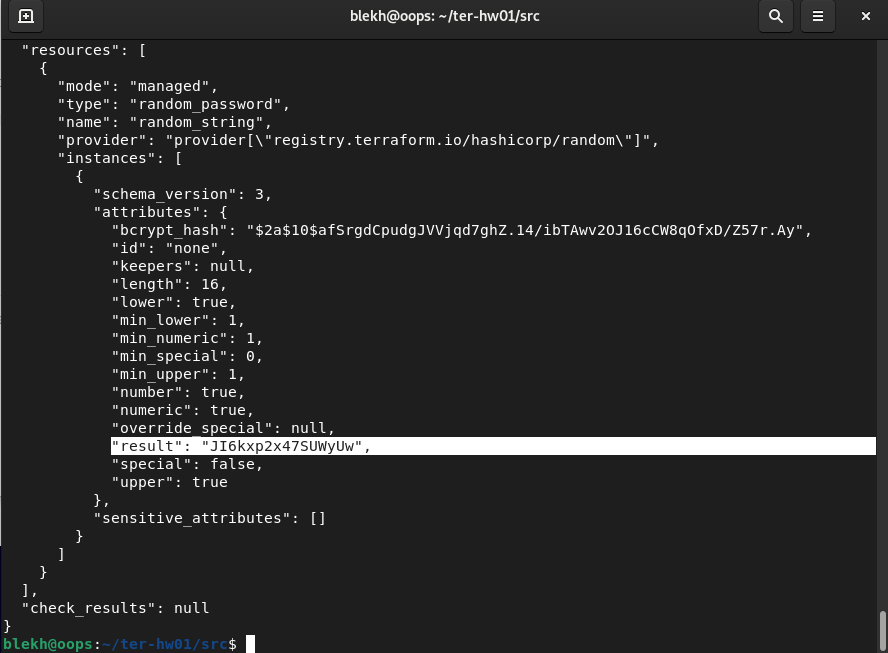 blekh@oops: ~/ter-hw01/src
  "resources": [
    {
      "mode": "managed",
      "type": "random_password",
      "name": "random_string",
      "provider": "provider[\"registry.terraform.io/hashicorp/random\"]",
      "instances": [
        {
          "schema_version": 3,
          "attributes": {
            "bcrypt_hash": "$2a$10$afSrgdCpudgJVVjqd7ghZ.14/ibTAwv2OJ16cCW8qOfxD/Z57r.Ay",
            "id": "none",
            "keepers": null,
            "length": 16,
            "lower": true,
            "min_lower": 1,
            "min_numeric": 1,
            "min_special": 0,
            "min_upper": 1,
            "number": true,
            "numeric": true,
            "override_special": null,
            "result": "JI6kxp2x47SUWyUw",
            "special": false,
            "upper": true
          },
          "sensitive_attributes": []
        }
      ]
    }
  ],
  "check_results": null
}
blekh@oops:~/ter-hw01/src$